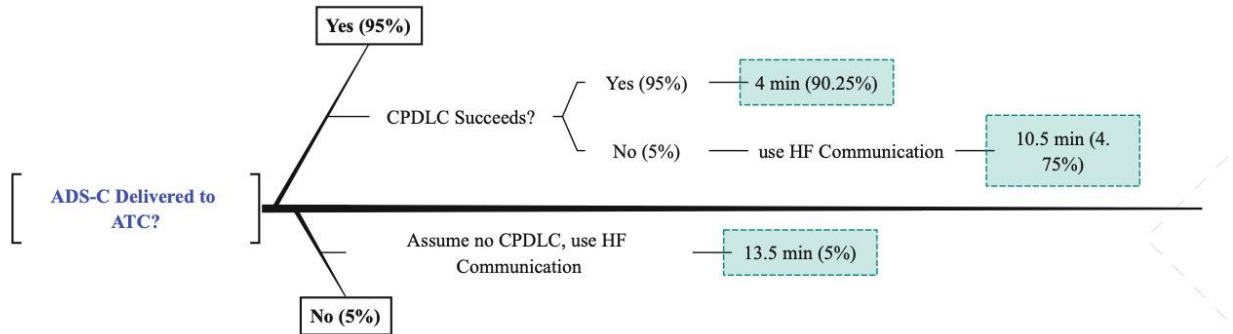 Yes (95%)
Yes (95%)
4 min (90.25%)
CPDLC Succeeds?
No (5%)
use HF Communication
10.5 min (4.
75%)
ADS-C Delivered to
ATC?
Assume no CPDLC, use HF
Communication
13.5 min (5%)
No (5%)